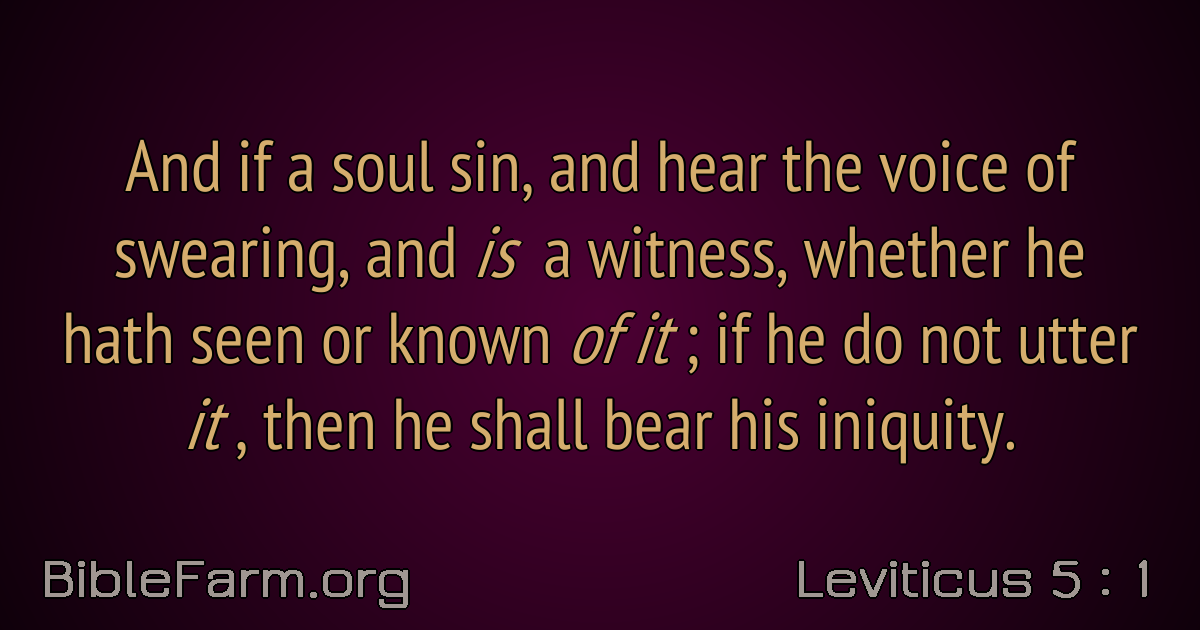 And if a soul sin, and hear the voice of
swearing, and is a witness, whether he
hath seen or known of it ; if he do not utter
it , then he shall bear his iniquity.
BibleFarm.org
Leviticus 5 : 1